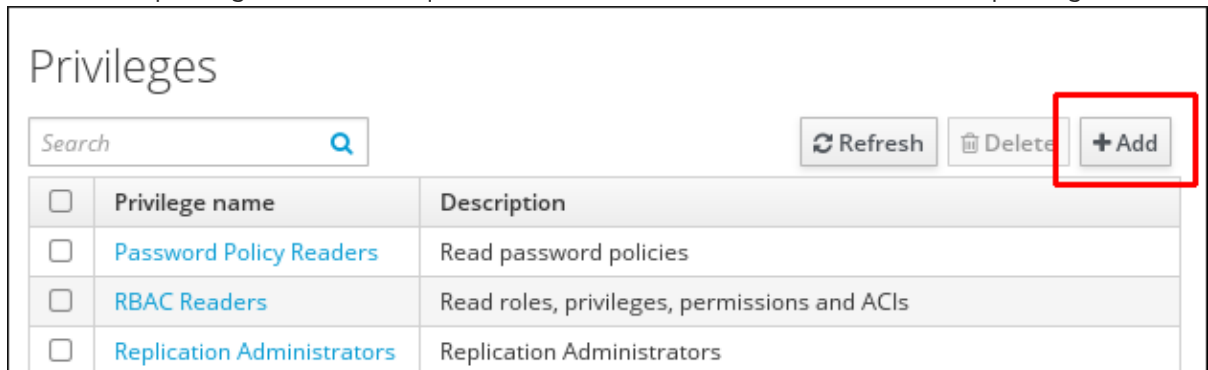 Privileges
Search Refresh Delete Add
Privilege name Description
Password Policy Readers Read password policies
RBAC Readers Read roles, privileges, permissions and ACIs
Replication Administrators Replication Administrators